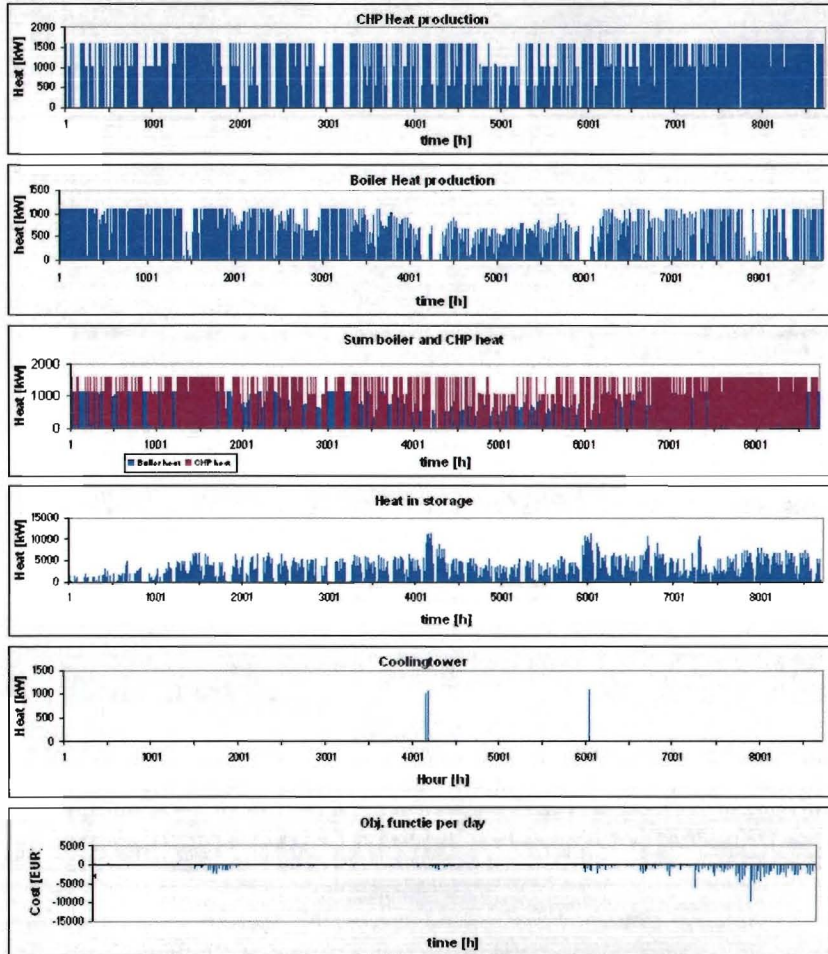 CHP Heat production
Heat [kW]
2000
1500
1000
500
0
1 1001 2001 3001 4001 5001 6001 7001 8001
time [h]
Boiler Heat production
heat [kW]
1500
1000
500
0
1 1001 2001 3001 4001 5001 6001 7001 8001
time [h]
Sum boiler and CHP heat
Heat [kW]
2000
1000
0
1 1001 2001 3001 4001 5001 6001 7001 8001
Boiler heat CHP heat
time [h]
Heat in storage
Heat [kW]
15000
10000
5000
0
1 1001 2001 3001 4001 5001 6001 7001 8001
time [h]
Coolingtower
Heat [kW]
1500
1000
500
0
1 1001 2001 3001 4001 5001 6001 7001 8001
Hour [h]
Obj. functie per day
Cost [EUR]
5000
0
-5000
-10000
-15000
time [h]